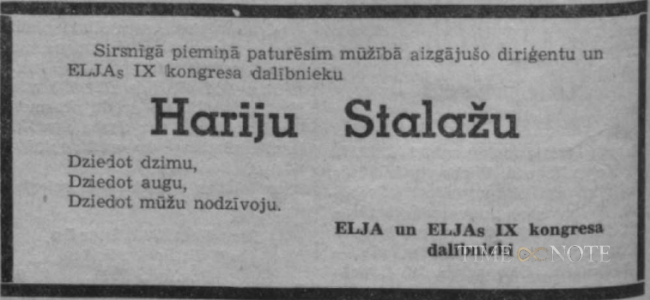 Sirsnīgā piemiņā paturēsim mūžībā aizgājušo diriģentu un
ELJAs IX kongresa dalībnieku
Hariju Stalažu
Dziedot dzimu,
Dziedot augu,
Dziedot mūžu nodzīvoju.
ELJA un ELJAs IX kongresa
dalībnieki
TIMENOTE